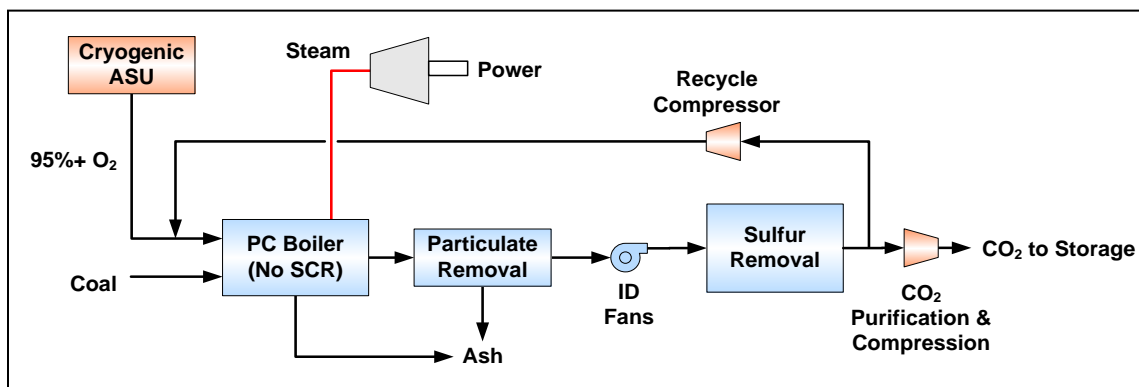 Cryogenic
ASU
Steam
Power
Recycle
Compressor
95%+ O₂
PC Boiler
(No SCR)
Particulate
Removal
Sulfur
Removal
CO₂ to Storage
Coal
ID
Fans
CO₂
Purification &
Compression
Ash